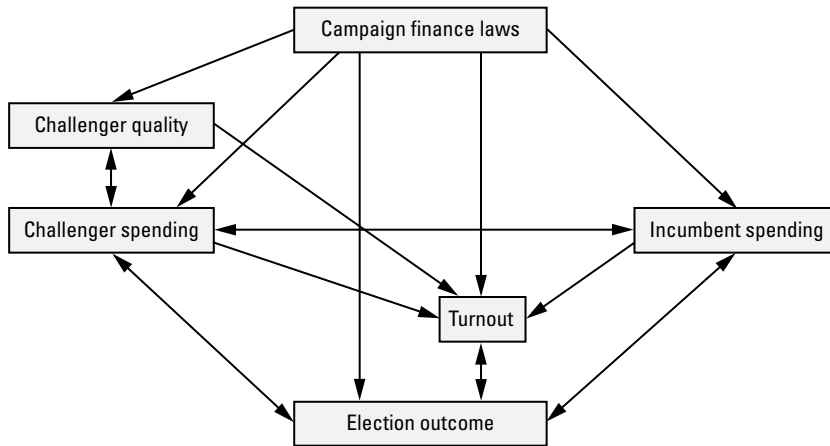 Campaign finance laws
Challenger quality
Challenger spending
Incumbent spending
Turnout
Election outcome